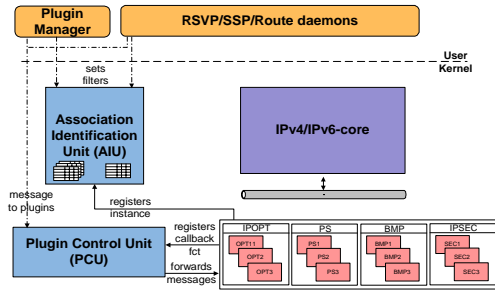 Plugin
Manager
RSVP/SSP/Route daemons
User
Kernel
sets
filters
Association
Identification
Unit (AIU)
IPv4/IPv6-core
message
to plugins
registers
instance
Plugin Control Unit
(PCU)
registers
callback
fct
forwards
messages
IPOPT
PS
BMP
IPSEC
OPT11
OPT2
OPT3
PS1
PS2
PS3
BMP1
BMP2
BMP3
SEC1
SEC2
SEC3